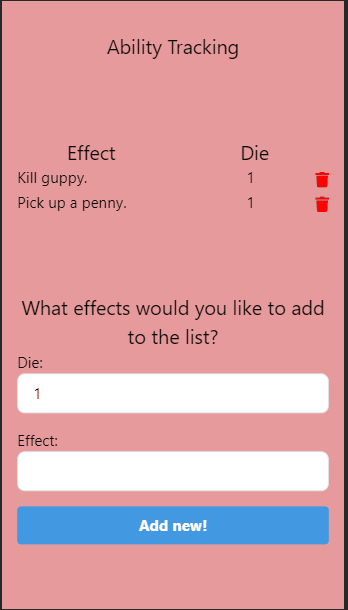 Ability Tracking
Effect Die
Kill guppy. 1
Pick up a penny. 1
What effects would you like to add
to the list?
Die:
1
Effect:
Add new!